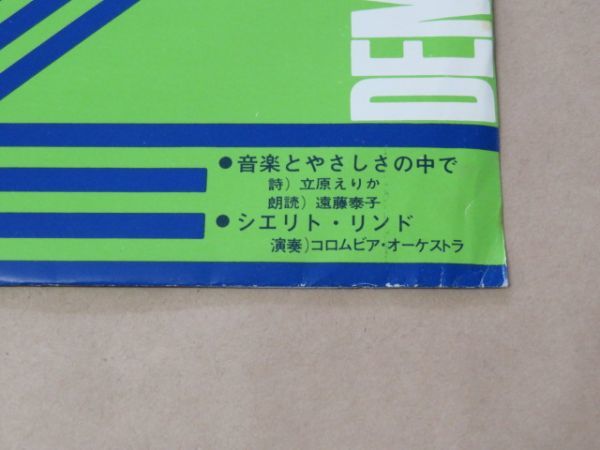 DEM
●音楽とやさしさの中で
詩）立原えりか
朗読）遠藤泰子
●シエリト・リンド
演奏）コロムビア・オーケストラ